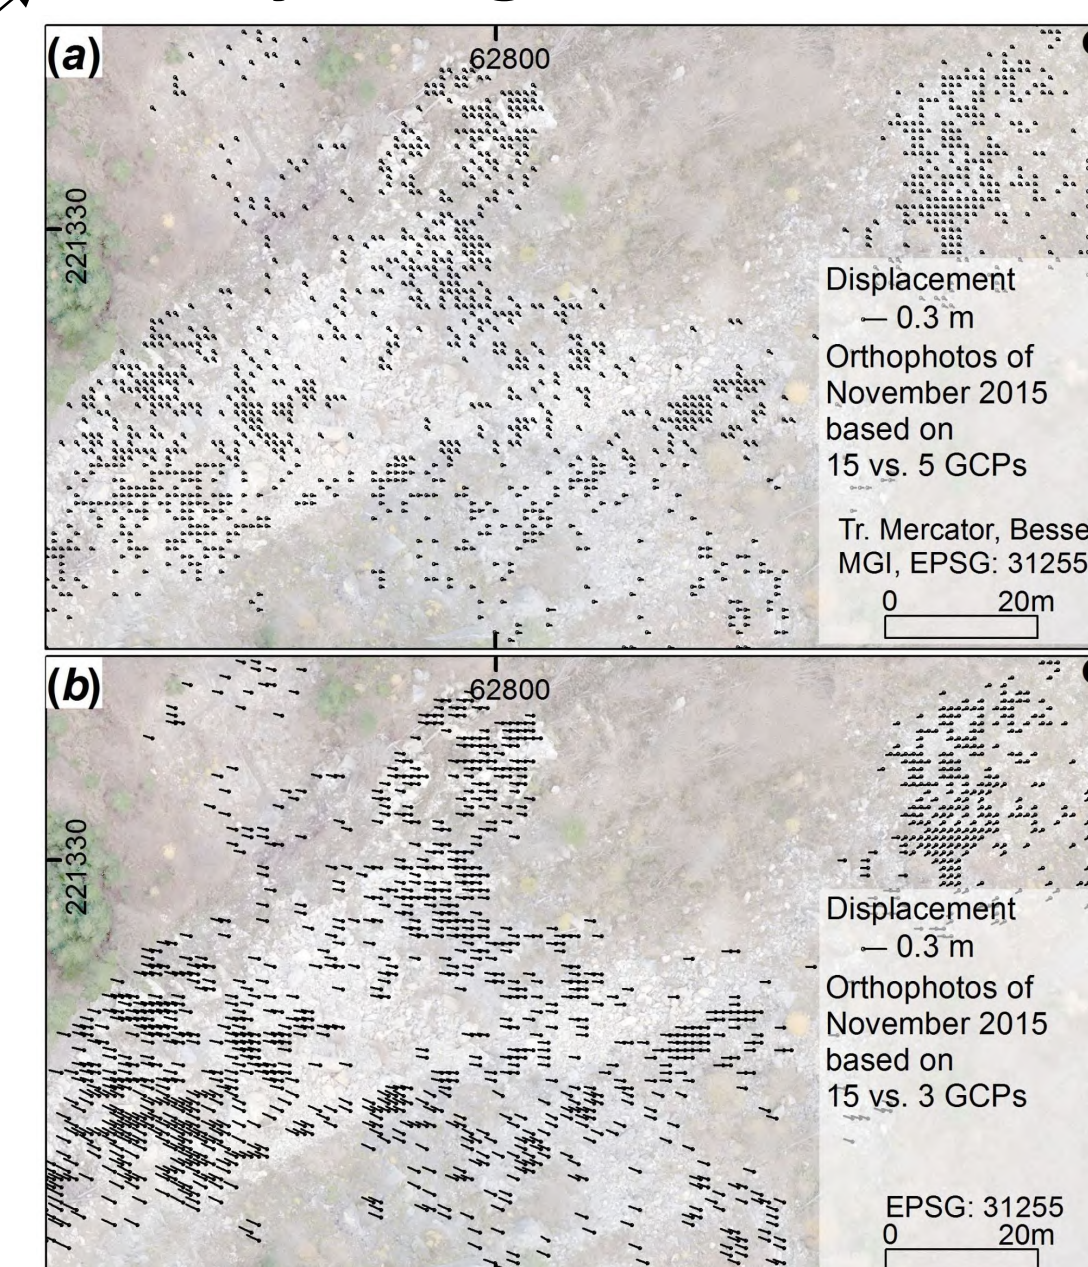 (a)
62800
221330
Displacement
0.3 m
Orthophotos of
November 2015
based on
15 vs. 5 GCPs
Tr. Mercator, Besse
MGI, EPSG: 31255
0 20m
(b)
62800
221330
Displacement
0.3 m
Orthophotos of
November 2015
based on
15 vs. 3 GCPs
EPSG: 31255
0 20m